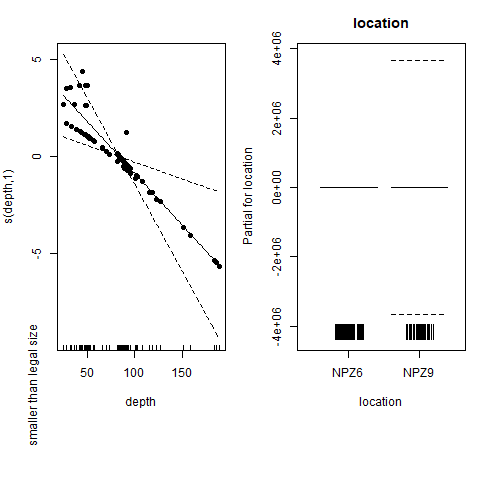 smaller than legal size
s(depth,1)
5
0
-5
50
100
150
depth
location
Partial for location
4e+06
2e+06
0e+00
-2e+06
-4e+06
NPZ6
NPZ9
location